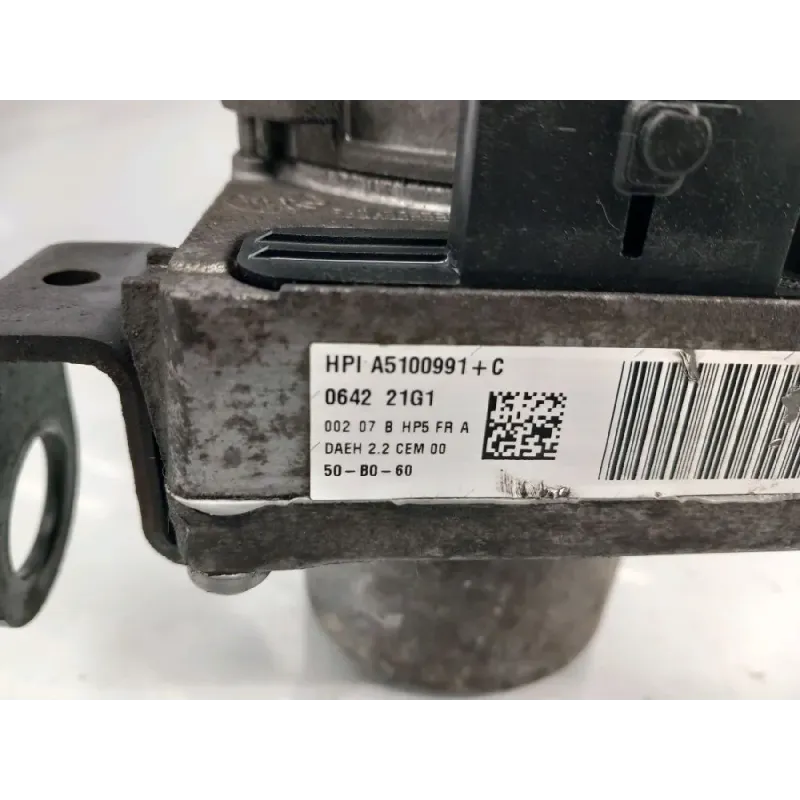 HPI A5100991+C
0642 21G1
002 07 B HP5 FR A
DAEH 2.2 CEM 00
50-B0-60